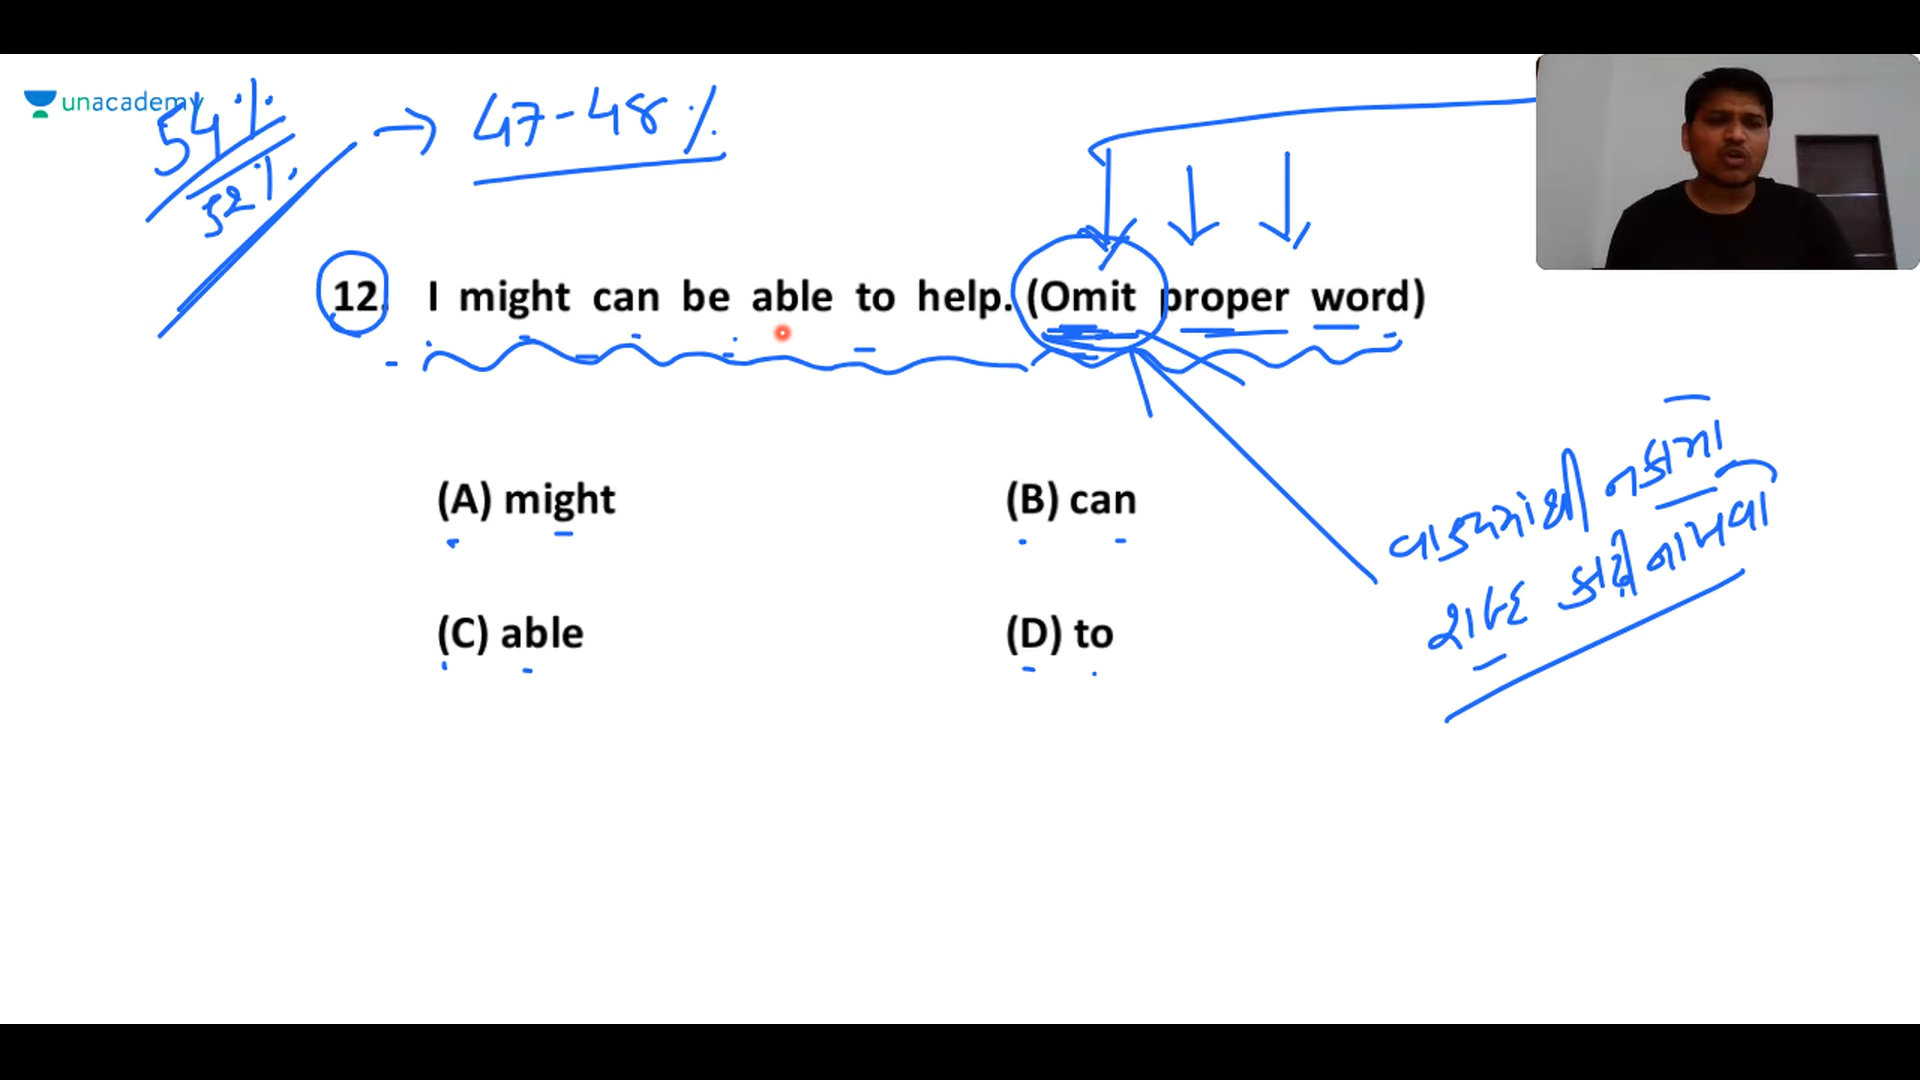 unacademy
54%
52%
→ 47-48%
12. I might can be able to help. (Omit proper word)
(A) might
(B) can
(C) able
(D) to
વાક્યમાંથી નકામા
શબ્દ કાઢી નાખવા